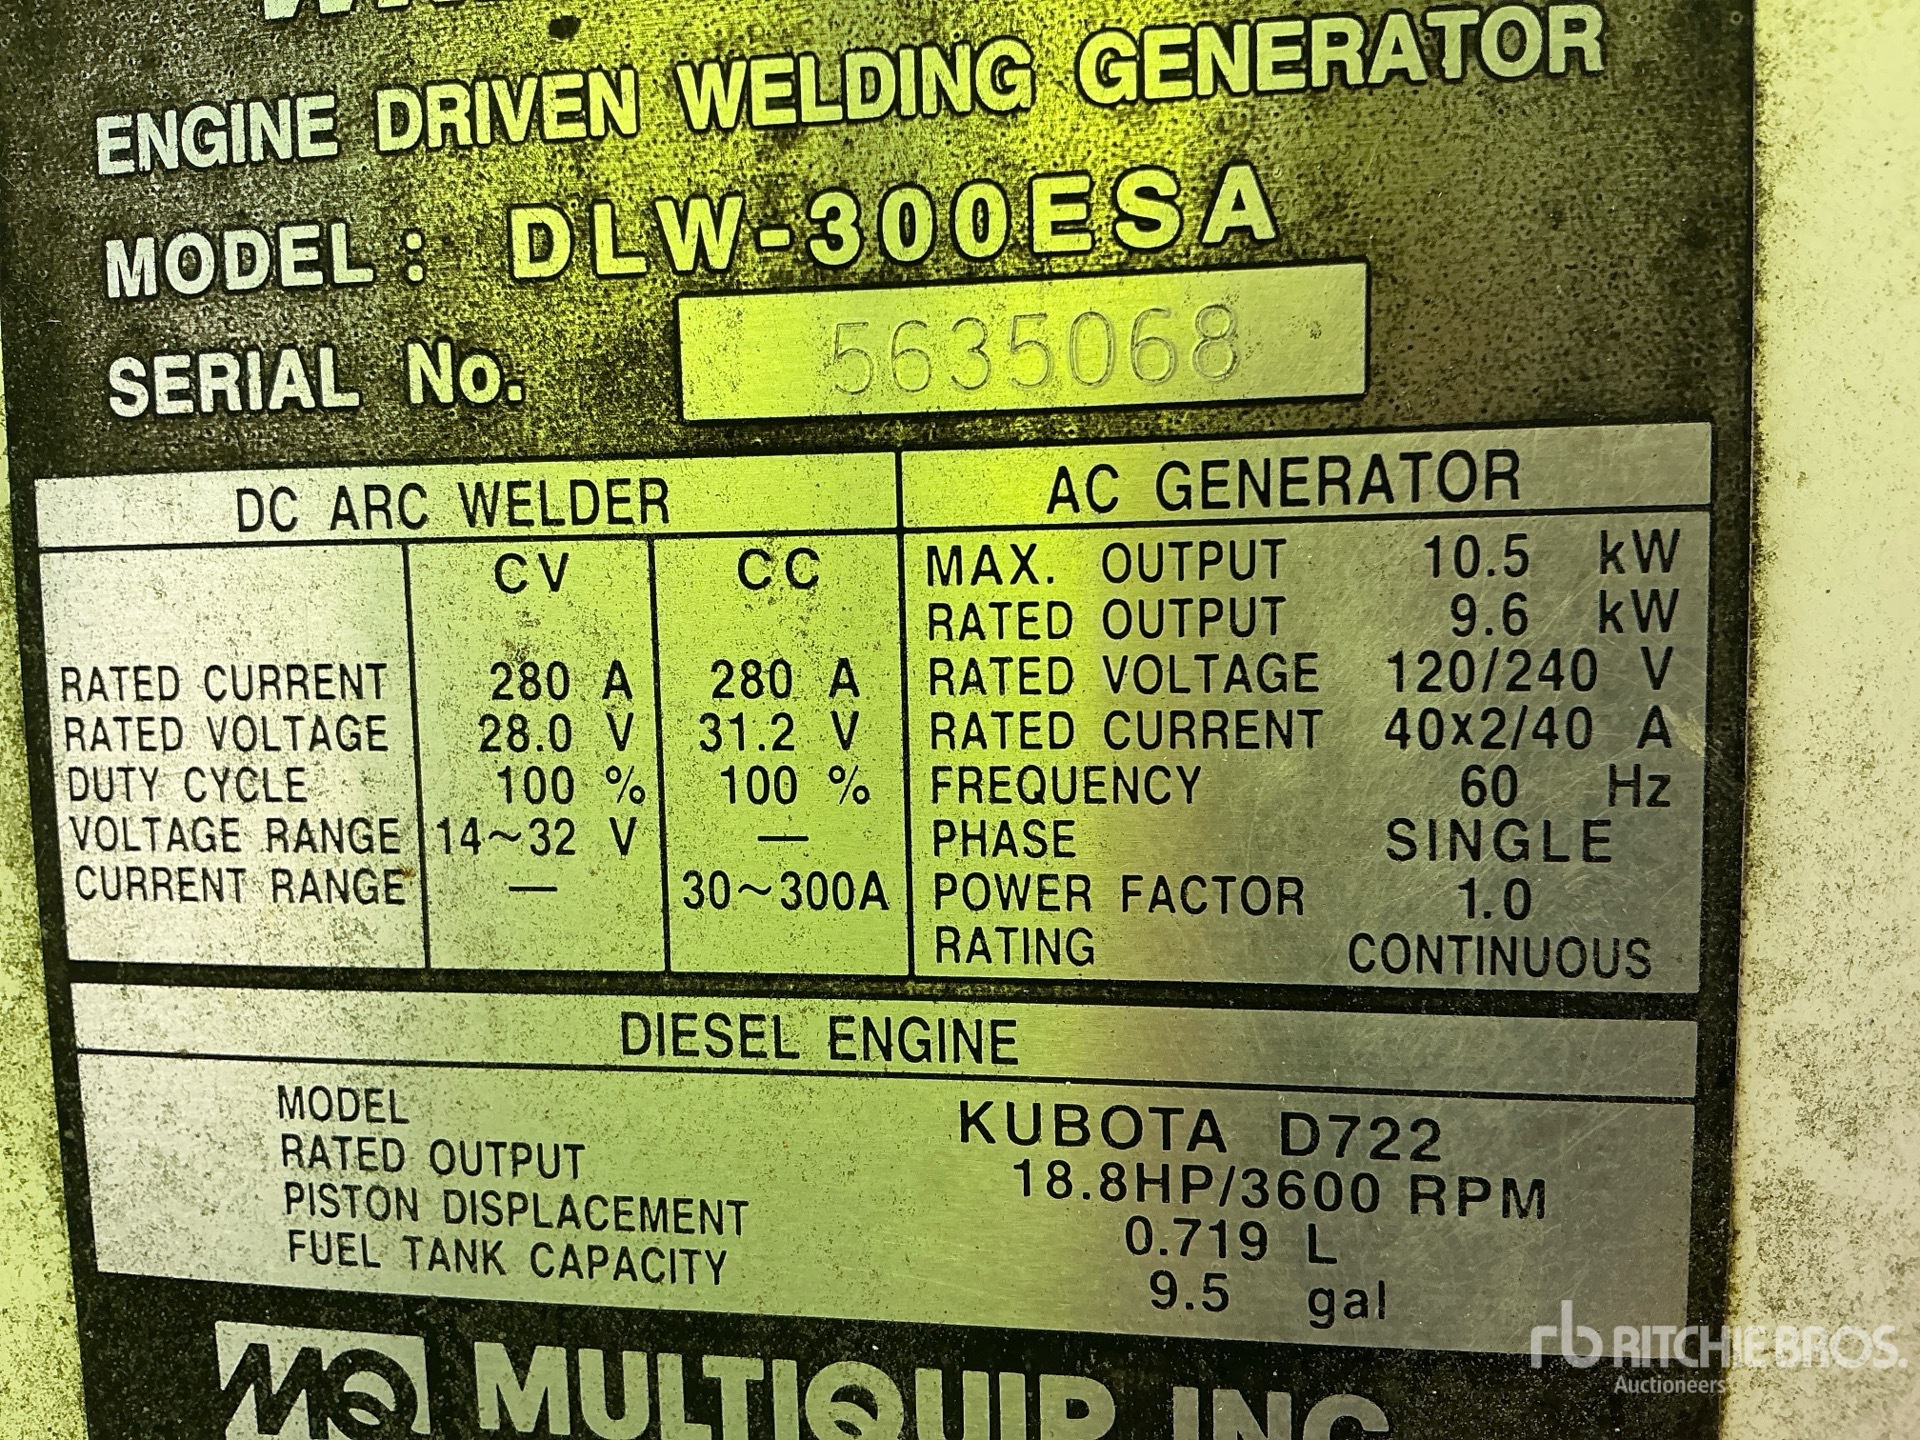 ENGINE DRIVEN WELDING GENERATOR
MODEL : DLW-300ESA
SERIAL No. 5635068
DC ARC WELDER
CV CC
RATED CURRENT 280 A 280 A
RATED VOLTAGE 28.0 V 31.2 V
DUTY CYCLE 100 % 100 %
VOLTAGE RANGE 14~32 V —
CURRENT RANGE — 30~300A
AC GENERATOR
MAX. OUTPUT 10.5 kW
RATED OUTPUT 9.6 kW
RATED VOLTAGE 120/240 V
RATED CURRENT 40x2/40 A
FREQUENCY 60 Hz
PHASE SINGLE
POWER FACTOR 1.0
RATING CONTINUOUS
DIESEL ENGINE
MODEL KUBOTA D722
RATED OUTPUT 18.8HP/3600 RPM
PISTON DISPLACEMENT 0.719 L
FUEL TANK CAPACITY 9.5 gal
MQ MULTIQUIP INC
rb RITCHIE BROS.
Auctioneers